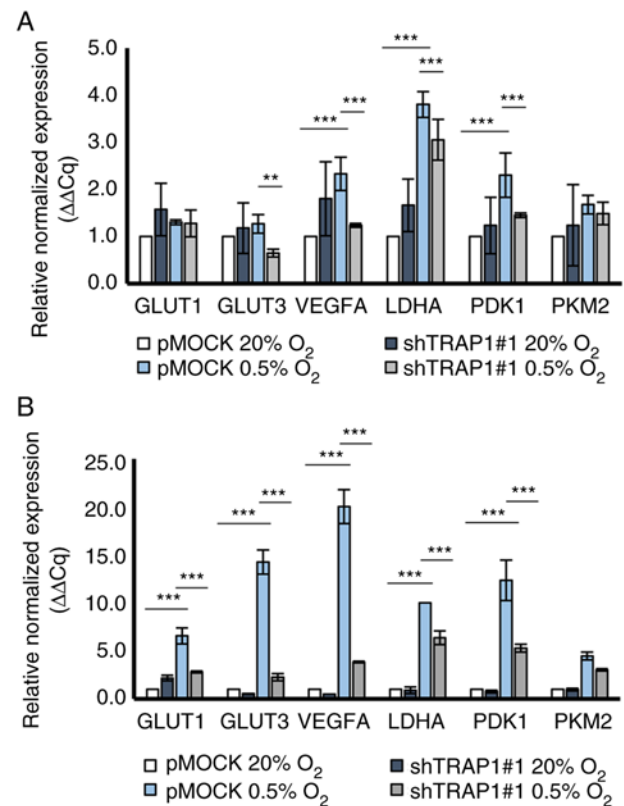 A
Relative normalized expression
(ΔΔCq)
5.0
4.0
3.0
2.0
1.0
0.0
***
***
**
***
***
***
***
***
GLUT1 GLUT3 VEGFA LDHA PDK1 PKM2
pMOCK 20% O2 shTRAP1#1 20% O2
pMOCK 0.5% O2 shTRAP1#1 0.5% O2
B
Relative normalized expression
(ΔΔCq)
25.0
20.0
15.0
10.0
5.0
0.0
***
***
***
***
***
***
***
***
***
***
GLUT1 GLUT3 VEGFA LDHA PDK1 PKM2
pMOCK 20% O2 shTRAP1#1 20% O2
pMOCK 0.5% O2 shTRAP1#1 0.5% O2